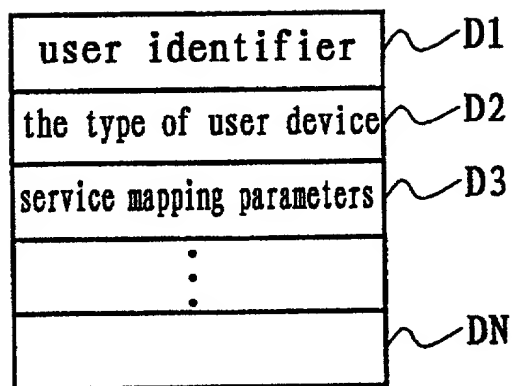 user identifier D1
the type of user device D2
service mapping parameters D3
DN